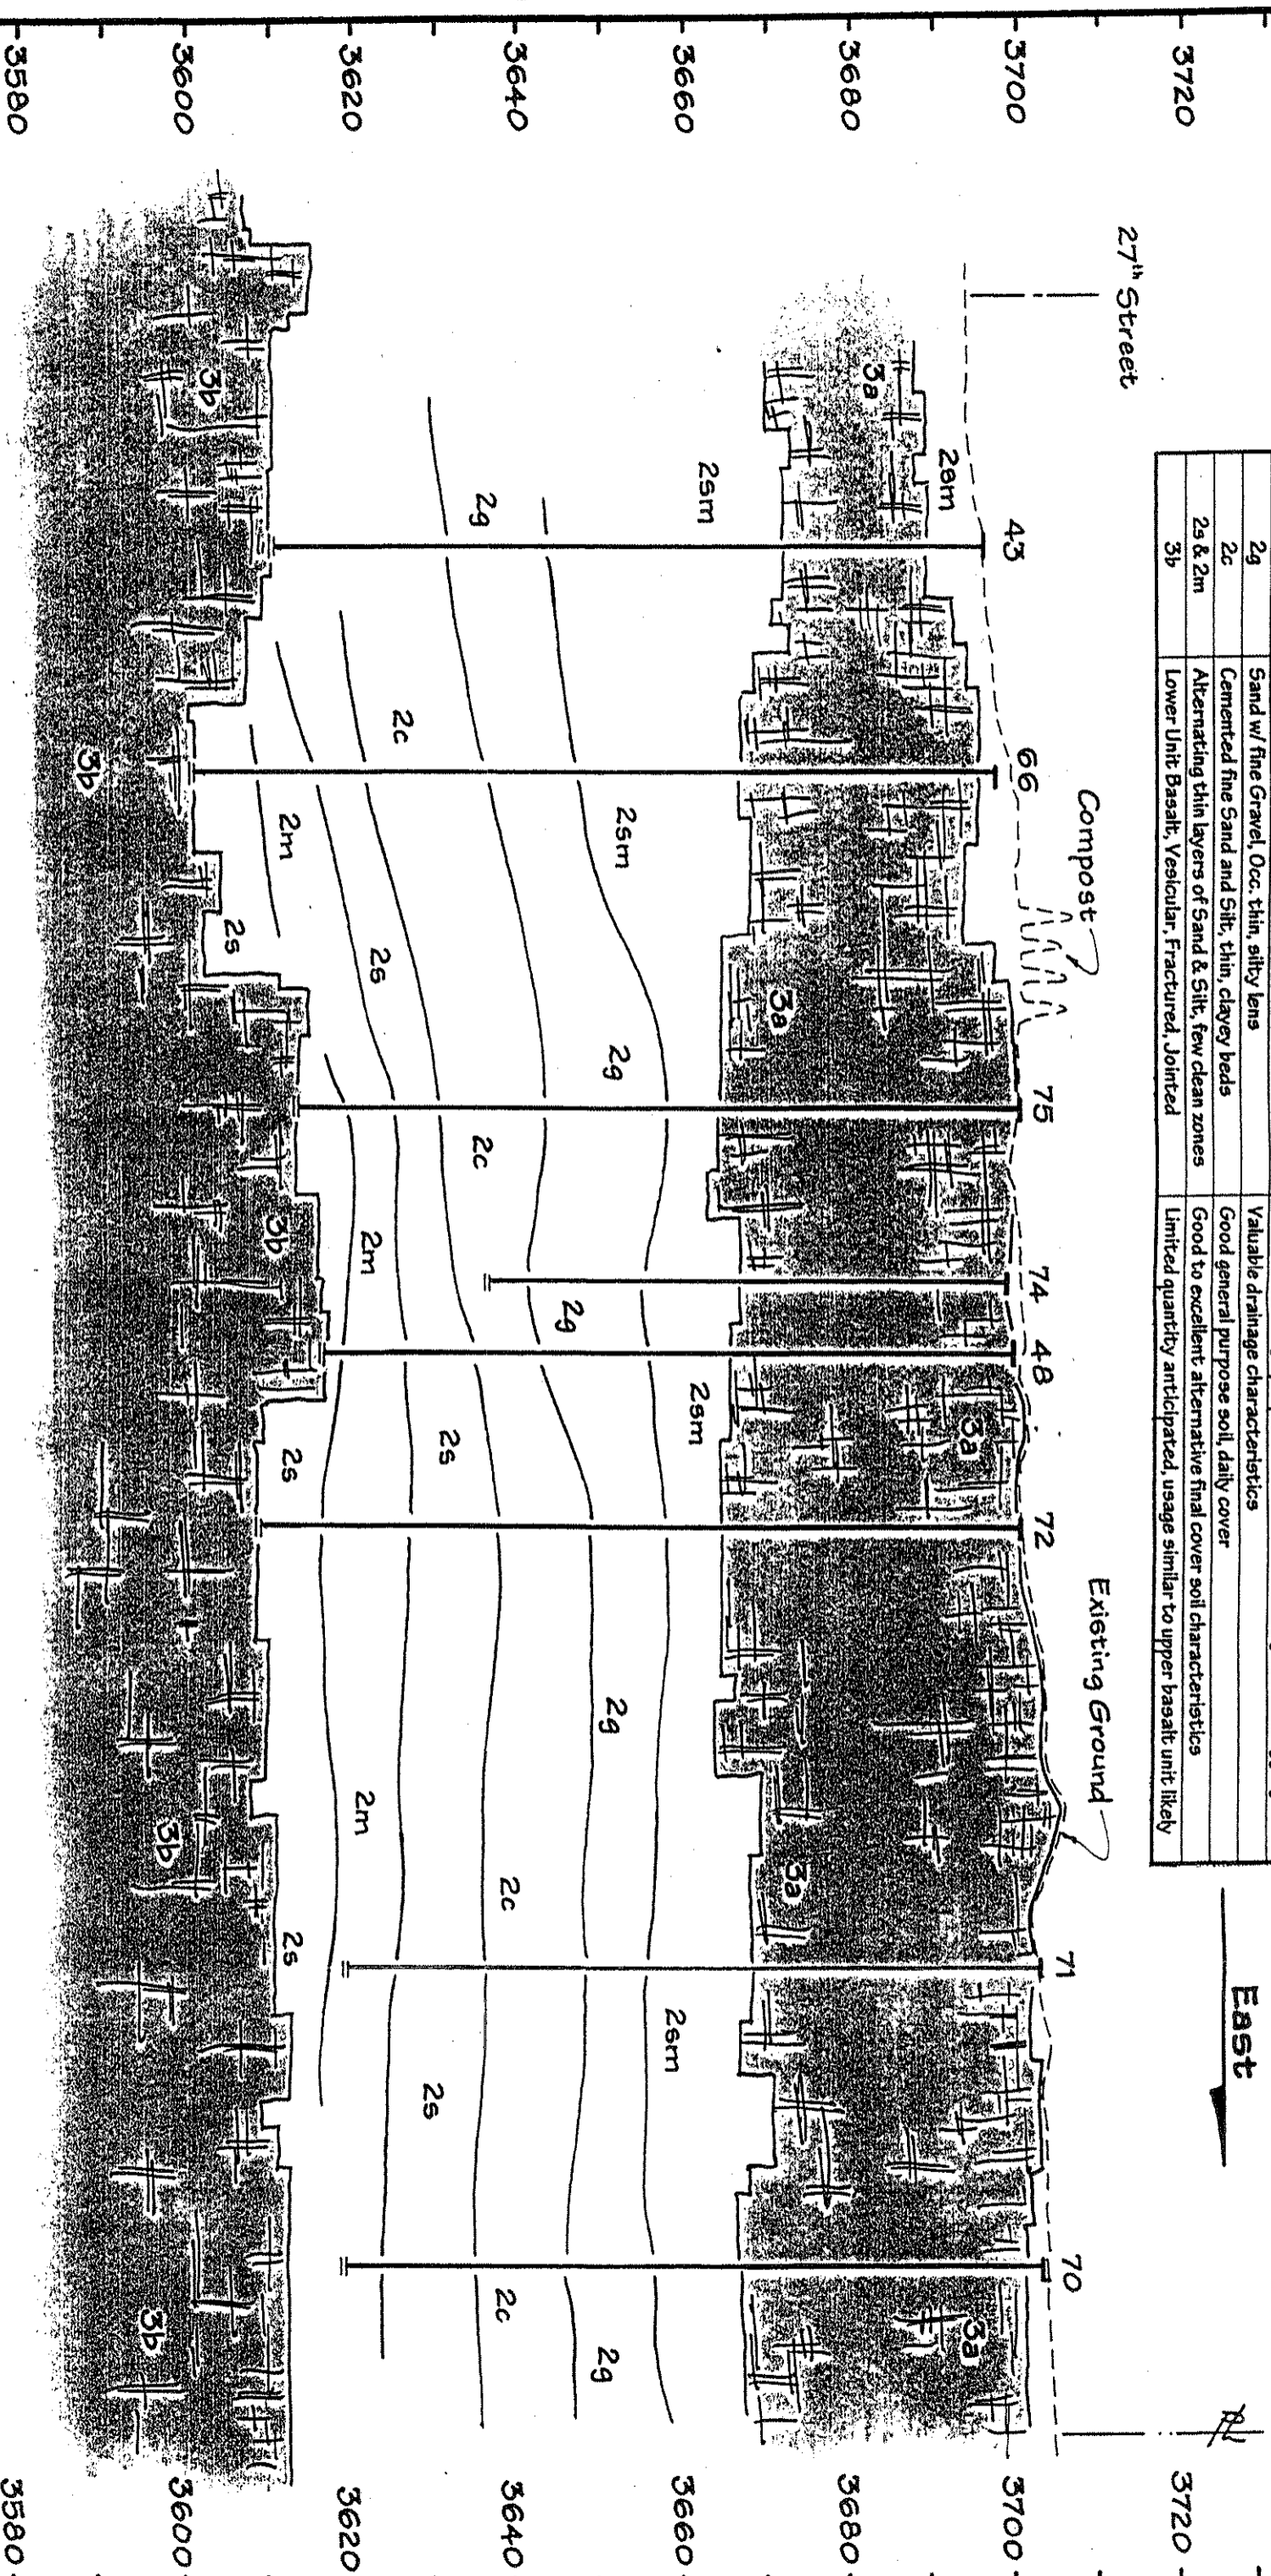 2g Sand w/ fine Gravel, Occ. thin, silty lens Valuable drainage characteristics
2c Cemented fine Sand and Silt, thin, clayey beds Good general purpose soil, daily cover
2s & 2m Alternating thin layers of Sand & Silt, few clean zones Good to excellent alternative final cover soil characteristics
3b Lower Unit Basalt, Vesicular, Fractured, Jointed Limited quantity anticipated, usage similar to upper basalt unit likely
East
PL
3720
3720
27th Street
Compost
Existing Ground
43
66
75
74
48
72
71
70
3700
3700
2sm
3a
3a
3a
3a
3a
3680
3680
3660
3660
2sm
2sm
2g
2sm
2g
2sm
2g
3640
3640
2g
2c
2c
2g
2s
2c
2s
2c
3620
3620
2m
2s
2m
2s
2m
2s
2s
3600
3600
3b
3b
3b
3b
3b
3580
3580